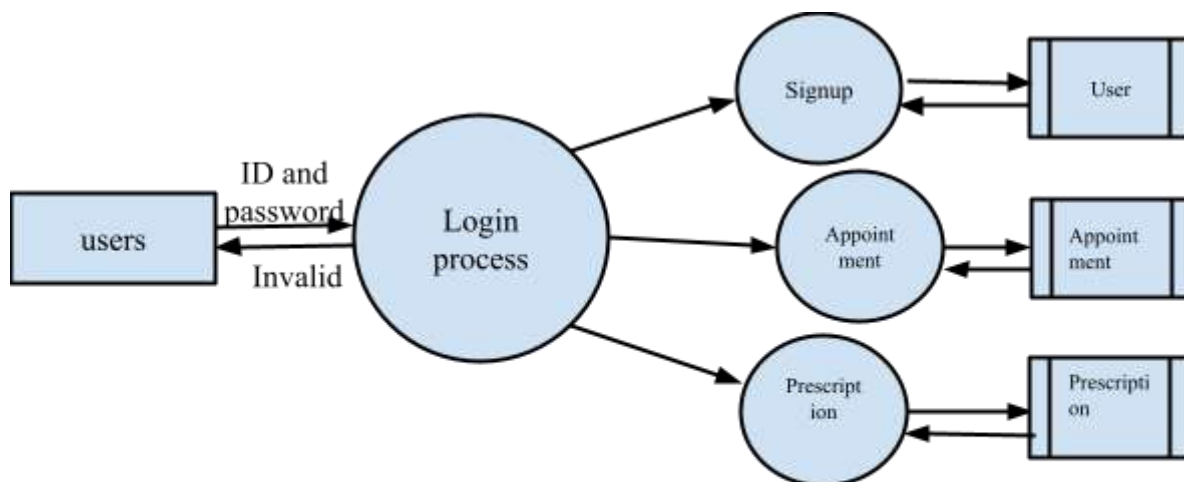 users
ID and
password
Invalid
Login
process
Signup
User
Appoint
ment
Appoint
ment
Prescript
ion
Prescripti
on